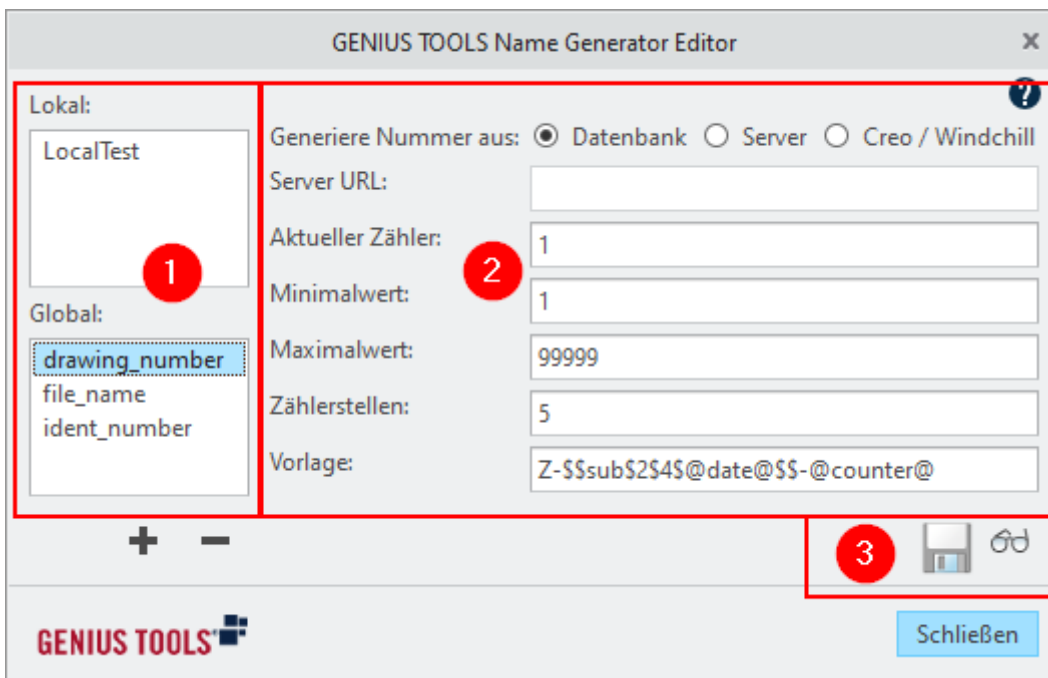 GENIUS TOOLS Name Generator Editor
Lokal:
LocalTest
1
Global:
drawing_number
file_name
ident_number
?
Generiere Nummer aus: Datenbank Server Creo / Windchill
Server URL:
Aktueller Zähler: 1
2
Minimalwert: 1
Maximalwert: 99999
Zählerstellen: 5
Vorlage: Z-$$sub$2$4$@date@$$-@counter@
3
GENIUS TOOLS
Schließen